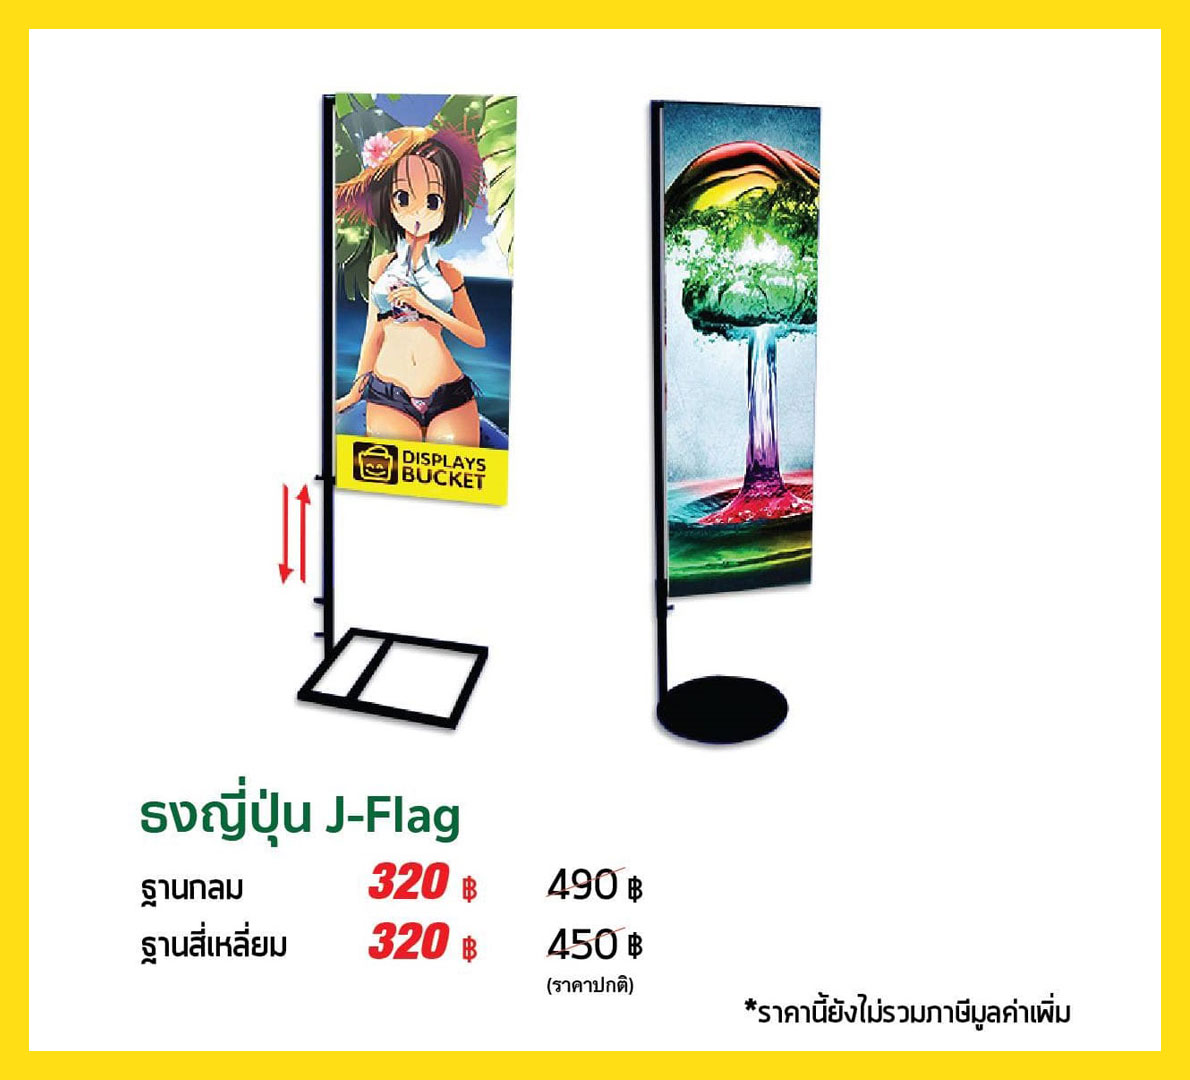 DISPLAYS
BUCKET
ธงญี่ปุ่น J-Flag
ฐานกลม 320 ฿ 490 ฿
ฐานสี่เหลี่ยม 320 ฿ 450 ฿
(ราคาปกติ)
*ราคานี้ยังไม่รวมภาษีมูลค่าเพิ่ม